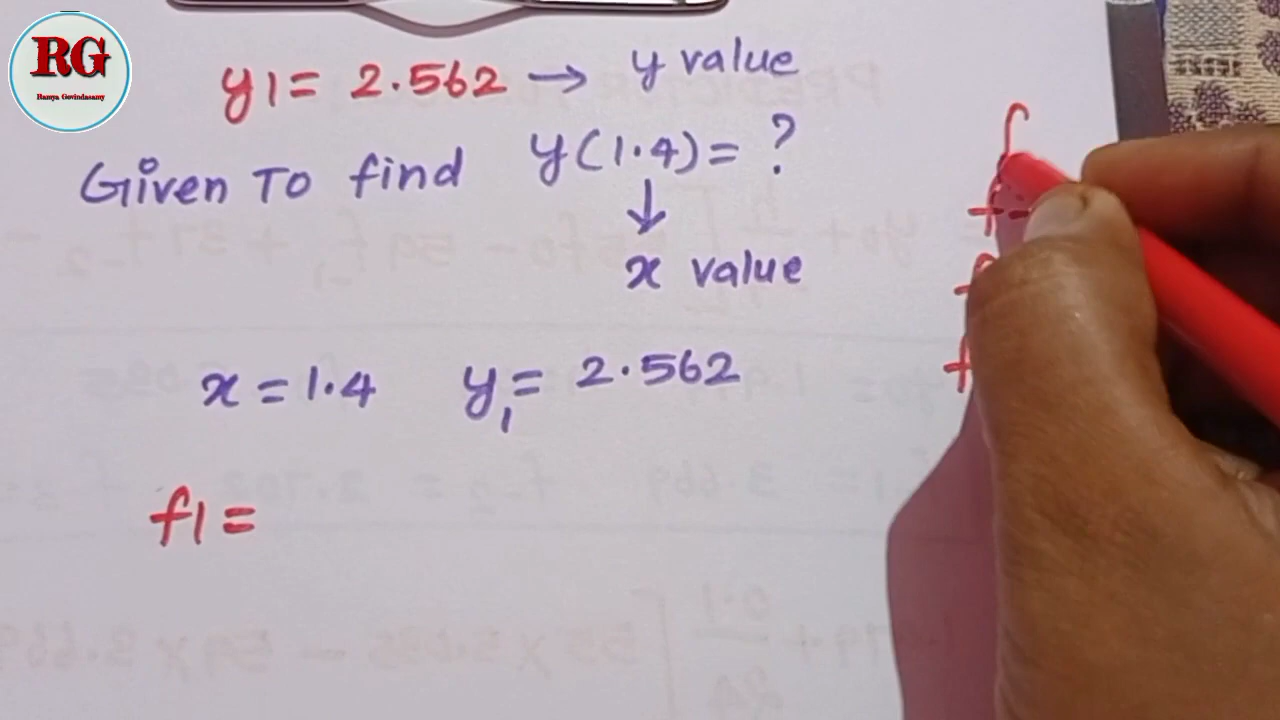 RG
Ramya Govindasamy
y1 = 2.562 → y value
Given To find y(1.4) = ?
↓
x value
x = 1.4 y1 = 2.562
f1 =
f
f
f
f